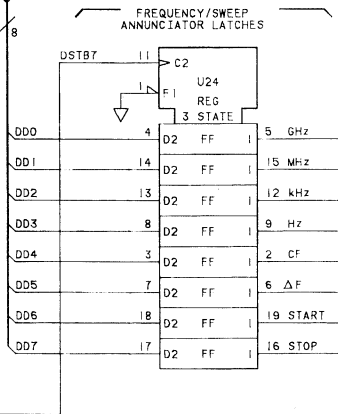 FREQUENCY/SWEEP
ANNUNCIATOR LATCHES
8
DSTB7 11 C2
1 E1
U24
REG
3 STATE
DD0 4 D2 FF 1 5 GHz
DD1 14 D2 FF 1 15 MHz
DD2 13 D2 FF 1 12 kHz
DD3 8 D2 FF 1 9 Hz
DD4 3 D2 FF 1 2 CF
DD5 7 D2 FF 1 6 ΔF
DD6 18 D2 FF 1 19 START
DD7 17 D2 FF 1 16 STOP